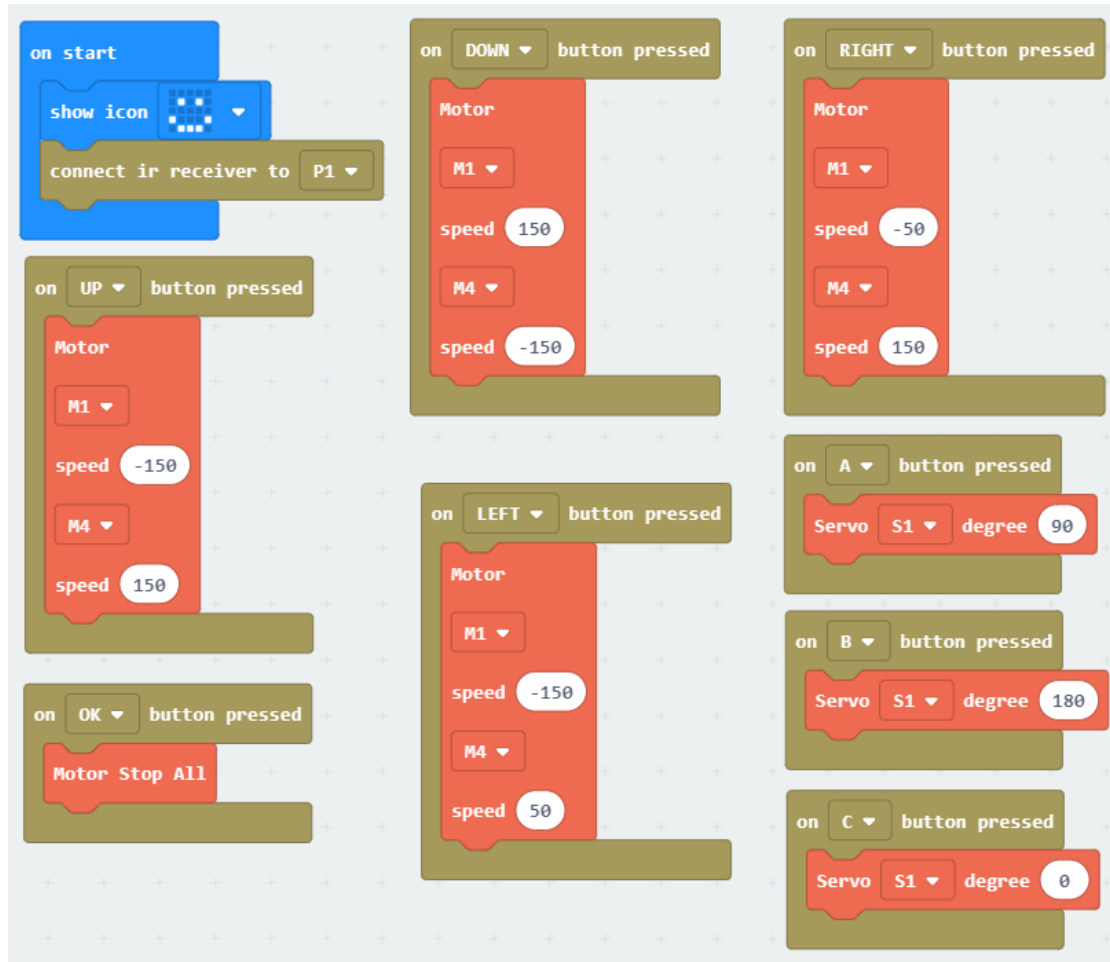 on start
show icon
connect ir receiver to P1
on UP button pressed
Motor
M1
speed -150
M4
speed 150
on OK button pressed
Motor Stop All
on DOWN button pressed
Motor
M1
speed 150
M4
speed -150
on LEFT button pressed
Motor
M1
speed -150
M4
speed 50
on RIGHT button pressed
Motor
M1
speed -50
M4
speed 150
on A button pressed
Servo S1 degree 90
on B button pressed
Servo S1 degree 180
on C button pressed
Servo S1 degree 0